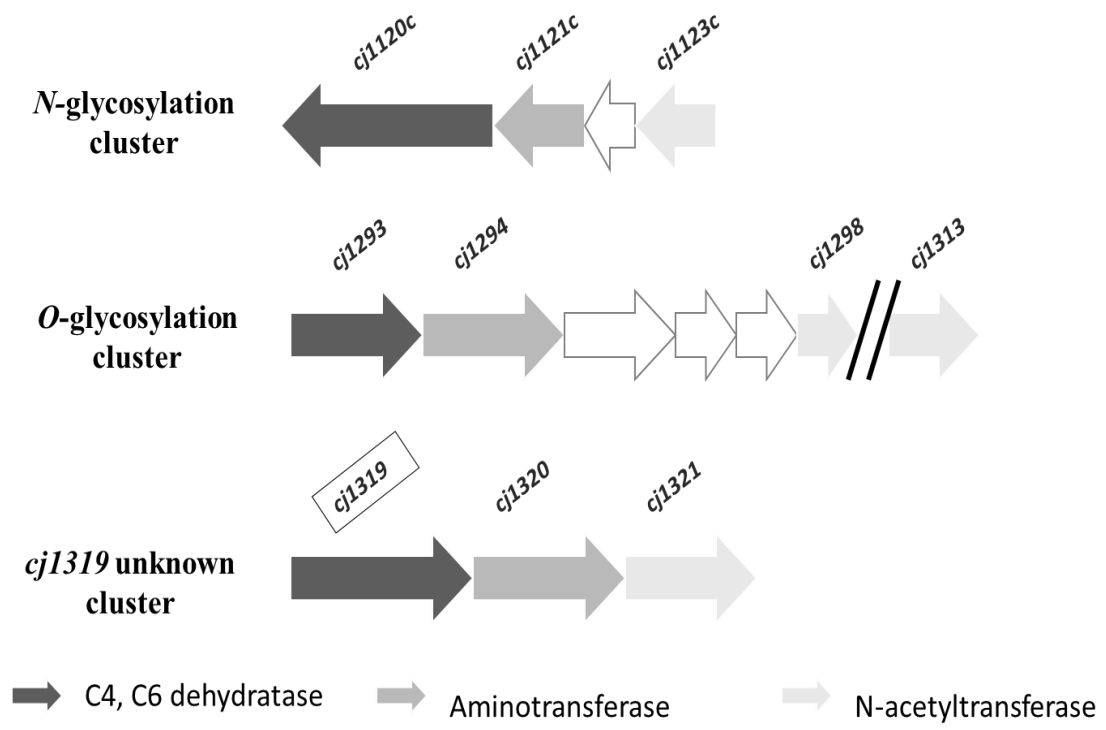 cj1120c cj1121c cj1123c
N-glycosylation
cluster
cj1293 cj1294 cj1298 cj1313
O-glycosylation
cluster
cj1319 cj1320 cj1321
cj1319 unknown
cluster
C4, C6 dehydratase Aminotransferase N-acetyltransferase